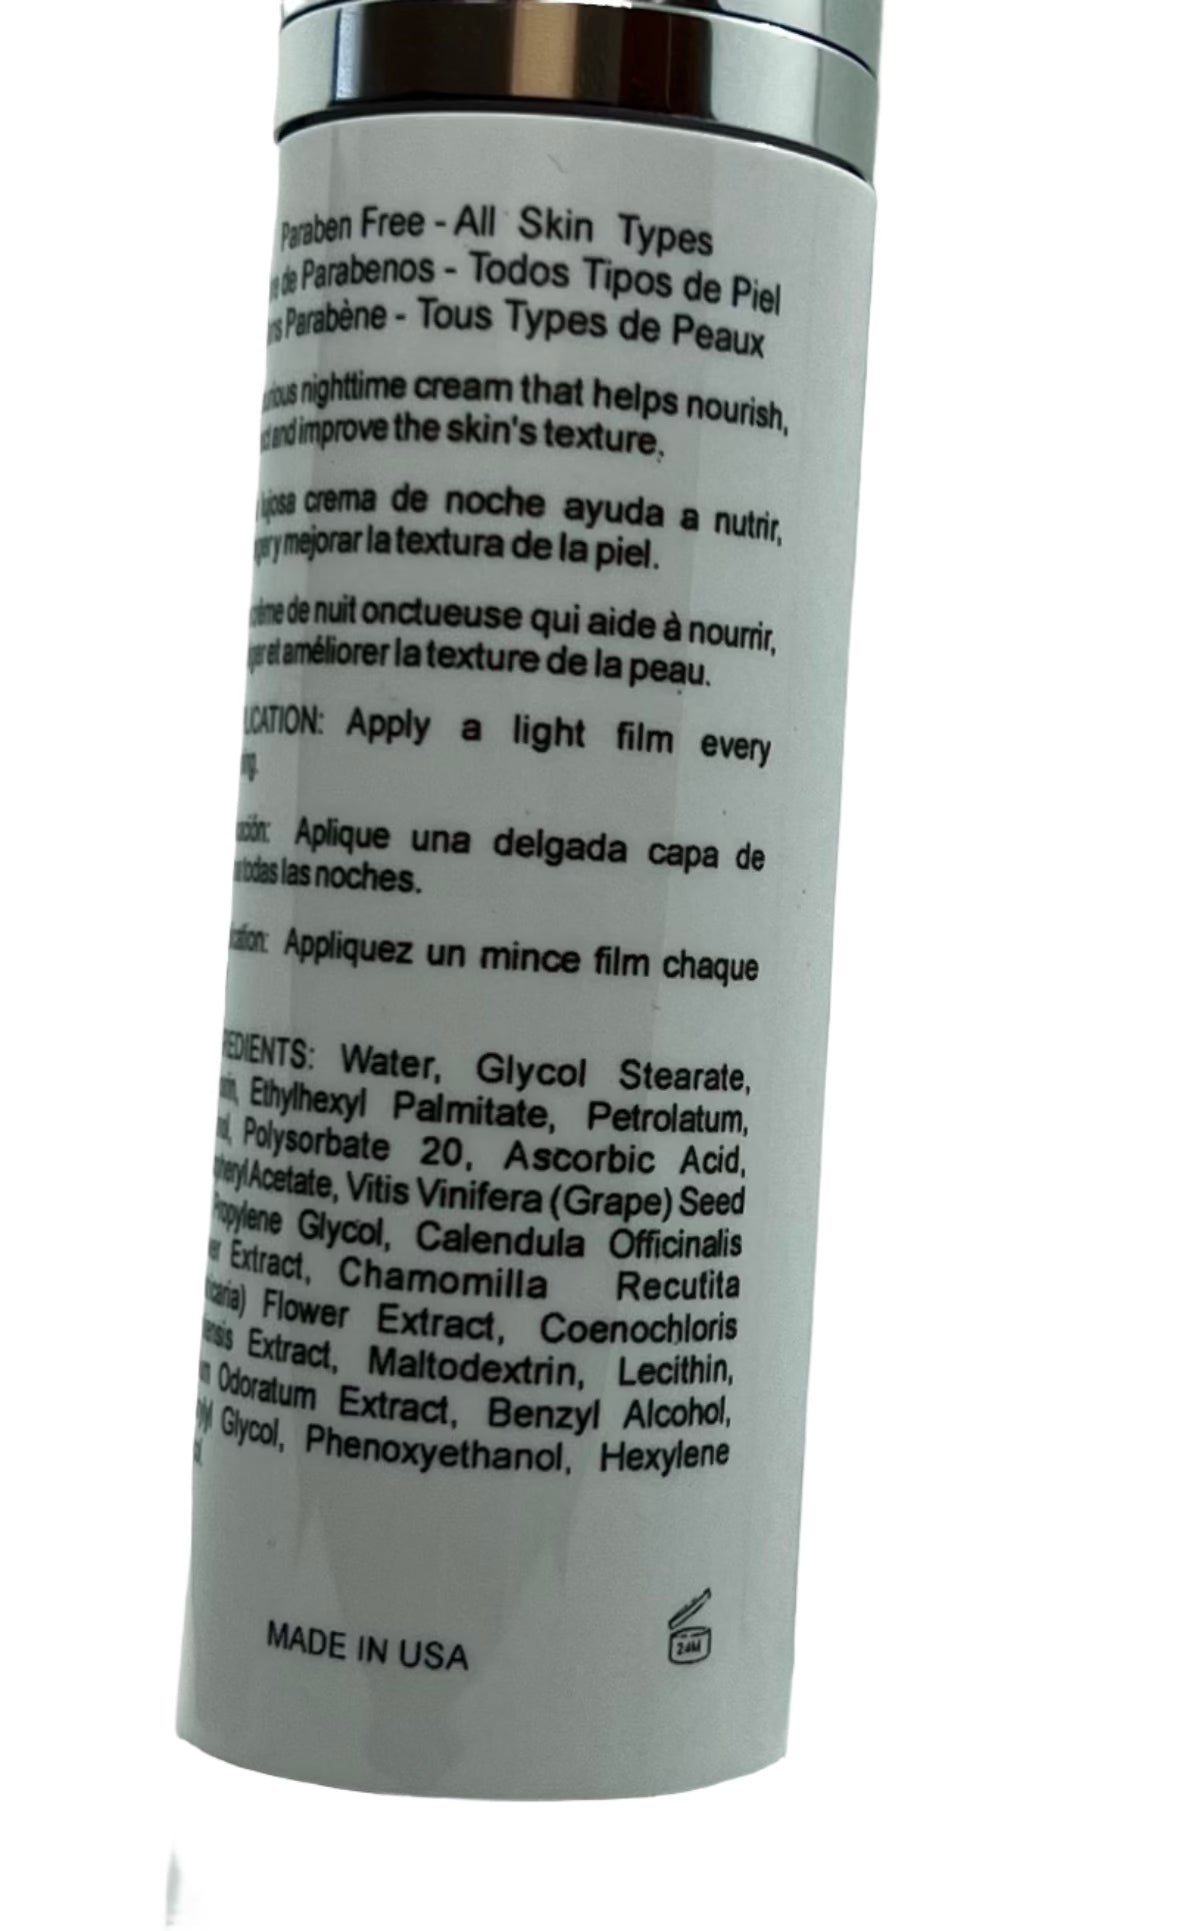 Paraben Free - All Skin Types
de Parabenos - Todos Tipos de Piel
Parabène - Tous Types de Peaux
nighttime cream that helps nourish,
and improve the skin's texture.
crema de noche ayuda a nutrir,
y mejorar la textura de la piel.
de nuit onctueuse qui aide à nourrir,
et améliorer la texture de la peau.
Apply a light film every
Aplique una delgada capa de
todas las noches.
Appliquez un mince film chaque
Water, Glycol Stearate,
Ethylhexyl Palmitate, Petrolatum,
Polysorbate 20, Ascorbic Acid,
Acetate, Vitis Vinifera (Grape) Seed
Propylene Glycol, Calendula Officinalis
Extract, Chamomilla Recutita
Flower Extract, Coenochloris
Extract, Maltodextrin, Lecithin,
Odoratum Extract, Benzyl Alcohol,
Glycol, Phenoxyethanol, Hexylene
MADE IN USA
24M